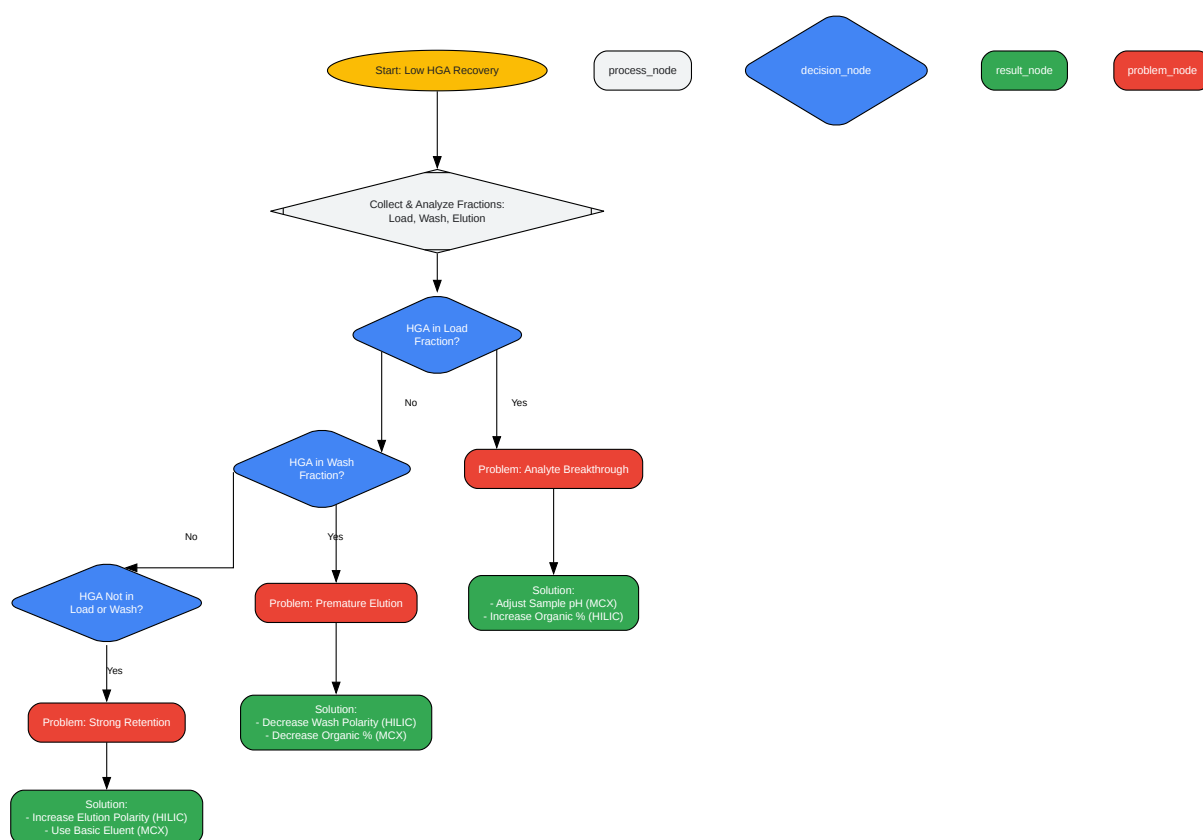 Start: Low HGA Recovery
process_node
decision_node
result_node
problem_node
Collect & Analyze Fractions:
Load, Wash, Elution
HGA in Load
Fraction?
No
Yes
HGA in Wash
Fraction?
Problem: Analyte Breakthrough
No
Yes
HGA Not in
Load or Wash?
Problem: Premature Elution
Solution:
- Adjust Sample pH (MCX)
- Increase Organic % (HILIC)
Yes
Problem: Strong Retention
Solution:
- Decrease Wash Polarity (HILIC)
- Decrease Organic % (MCX)
Solution:
- Increase Elution Polarity (HILIC)
- Use Basic Eluent (MCX)